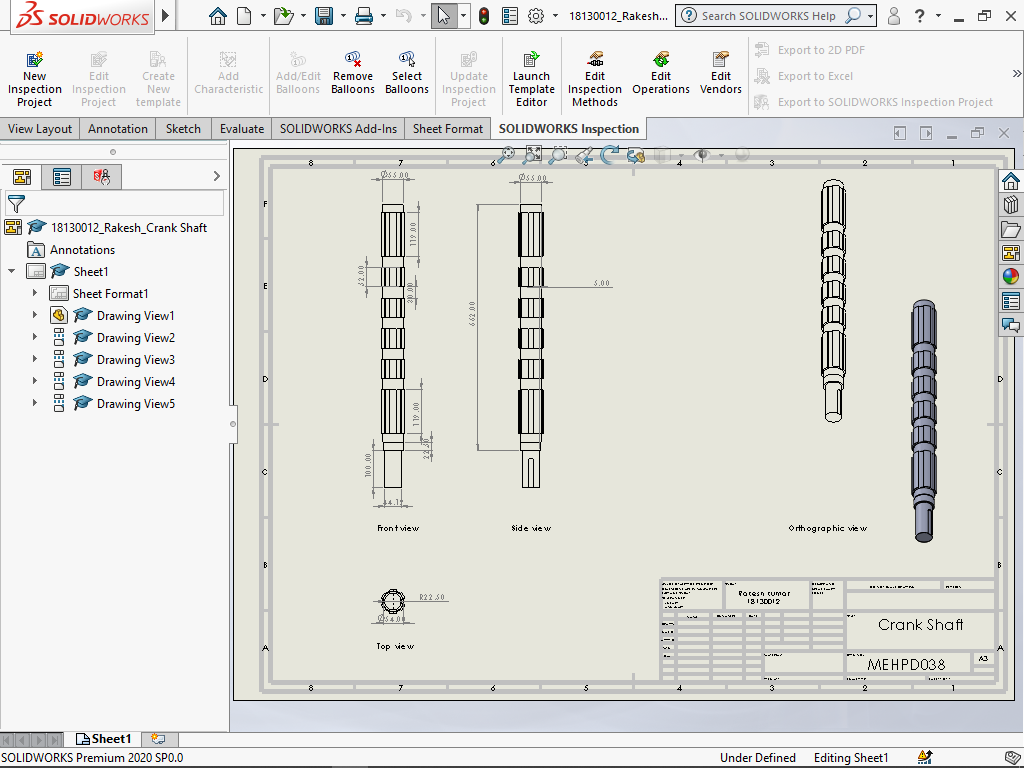 SOLIDWORKS
18130012_Rakesh...
Search SOLIDWORKS Help
New Inspection Project
Edit Inspection Project
Create New template
Add Characteristic
Add/Edit Balloons
Remove Balloons
Select Balloons
Update Inspection Project
Launch Template Editor
Edit Inspection Methods
Edit Operations
Edit Vendors
Export to 2D PDF
Export to Excel
Export to SOLIDWORKS Inspection Project
View Layout
Annotation
Sketch
Evaluate
SOLIDWORKS Add-Ins
Sheet Format
SOLIDWORKS Inspection
18130012_Rakesh_Crank Shaft
Annotations
Sheet1
Sheet Format1
Drawing View1
Drawing View2
Drawing View3
Drawing View4
Drawing View5
8 7 6 5 4 3 2 1
F
E
D
C
B
A
D
C
B
A
Ø55.00
119.00
52.00
20.00
119.00
22.50
100.00
Ø55.00
662.00
5.00
Front view
Side view
Orthographic view
R22.50
Ø54.00
Top view
Rakesh kumar
18130012
Crank Shaft
MEHPD038
A3
8 7 6 5 4 3 2 1
Sheet1
SOLIDWORKS Premium 2020 SP0.0
Under Defined
Editing Sheet1